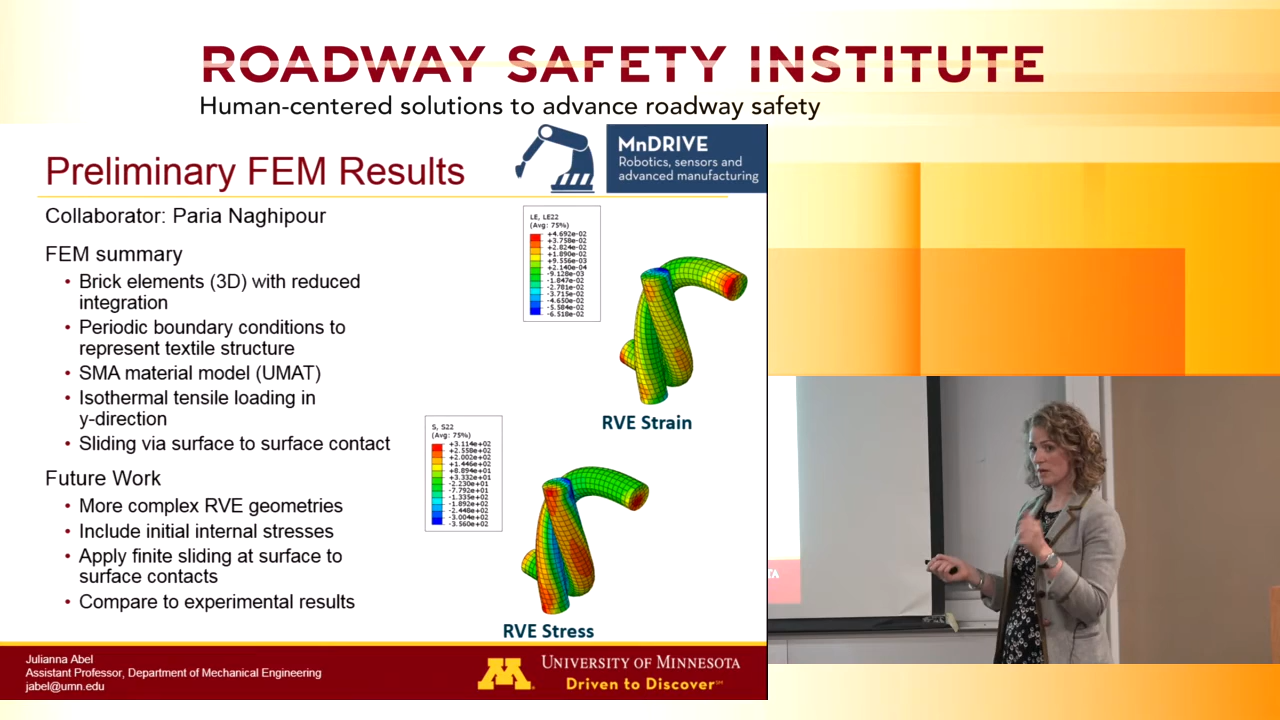 ROADWAY SAFETY INSTITUTE
Human-centered solutions to advance roadway safety
MnDRIVE
Robotics, sensors and
advanced manufacturing
Preliminary FEM Results
Collaborator: Paria Naghipour
FEM summary
• Brick elements (3D) with reduced
integration
• Periodic boundary conditions to
represent textile structure
• SMA material model (UMAT)
• Isothermal tensile loading in
y-direction
• Sliding via surface to surface contact
Future Work
• More complex RVE geometries
• Include initial internal stresses
• Apply finite sliding at surface to
surface contacts
• Compare to experimental results
LE, LE22
(Avg: 75%)
+4.692e-02
+3.758e-02
+2.824e-02
+1.890e-02
+9.556e-03
+2.140e-04
-9.128e-03
-1.847e-02
-2.781e-02
-3.715e-02
-4.650e-02
-5.584e-02
-6.518e-02
RVE Strain
S, S22
(Avg: 75%)
+3.114e+02
+2.558e+02
+2.002e+02
+1.446e+02
+8.894e+01
+3.332e+01
-2.230e+01
-7.792e+01
-1.335e+02
-1.892e+02
-2.448e+02
-3.004e+02
-3.560e+02
RVE Stress
TA
Julianna Abel
Assistant Professor, Department of Mechanical Engineering
jabel@umn.edu
M
UNIVERSITY OF MINNESOTA
Driven to Discover℠